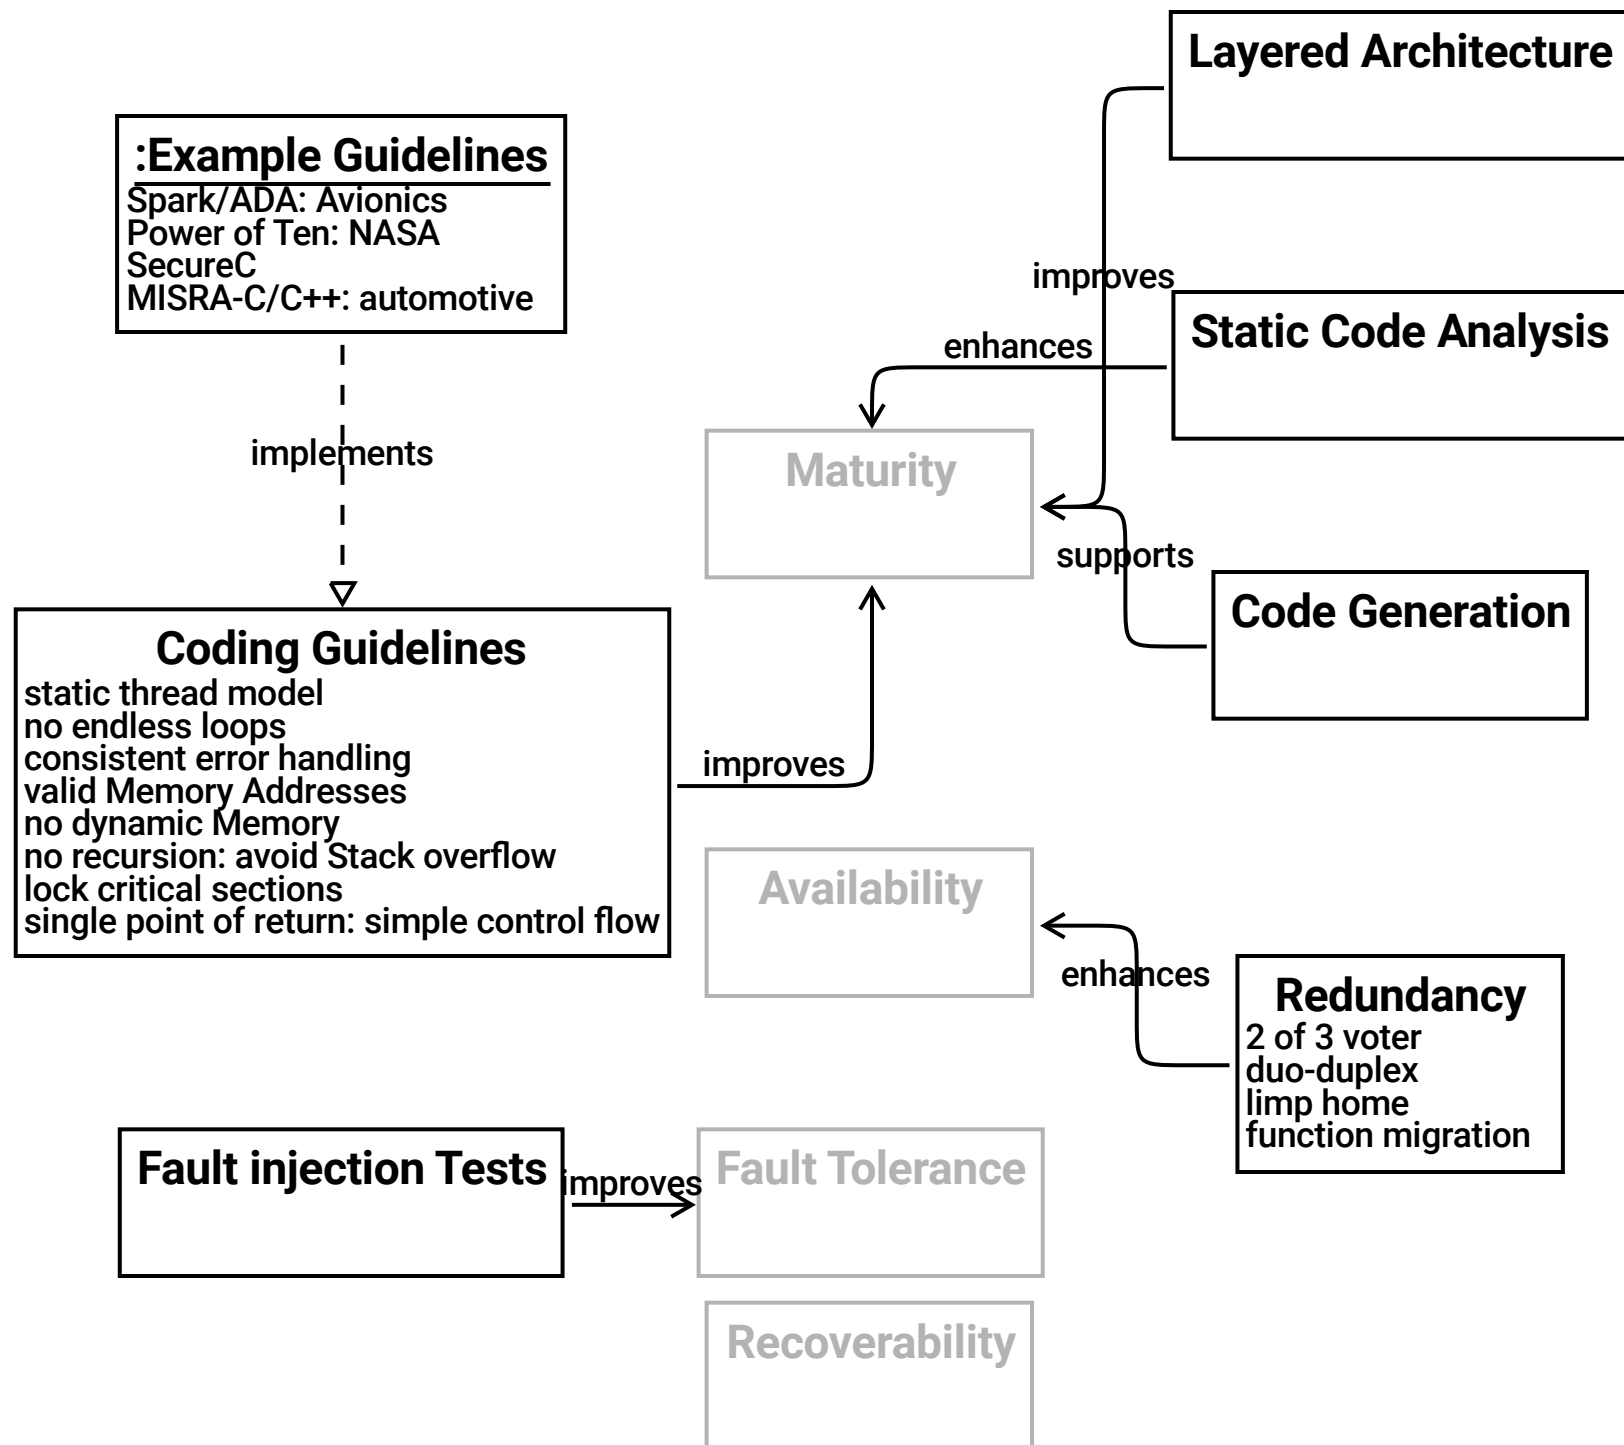 Layered Architecture
:Example Guidelines
Spark/ADA: Avionics
Power of Ten: NASA
SecureC
MISRA-C/C++: automotive
improves
Static Code Analysis
enhances
implements
Maturity
supports
Code Generation
Coding Guidelines
static thread model
no endless loops
consistent error handling
valid Memory Addresses
no dynamic Memory
no recursion: avoid Stack overflow
lock critical sections
single point of return: simple control flow
improves
Availability
enhances
Redundancy
2 of 3 voter
duo-duplex
limp home
function migration
Fault injection Tests
improves
Fault Tolerance
Recoverability